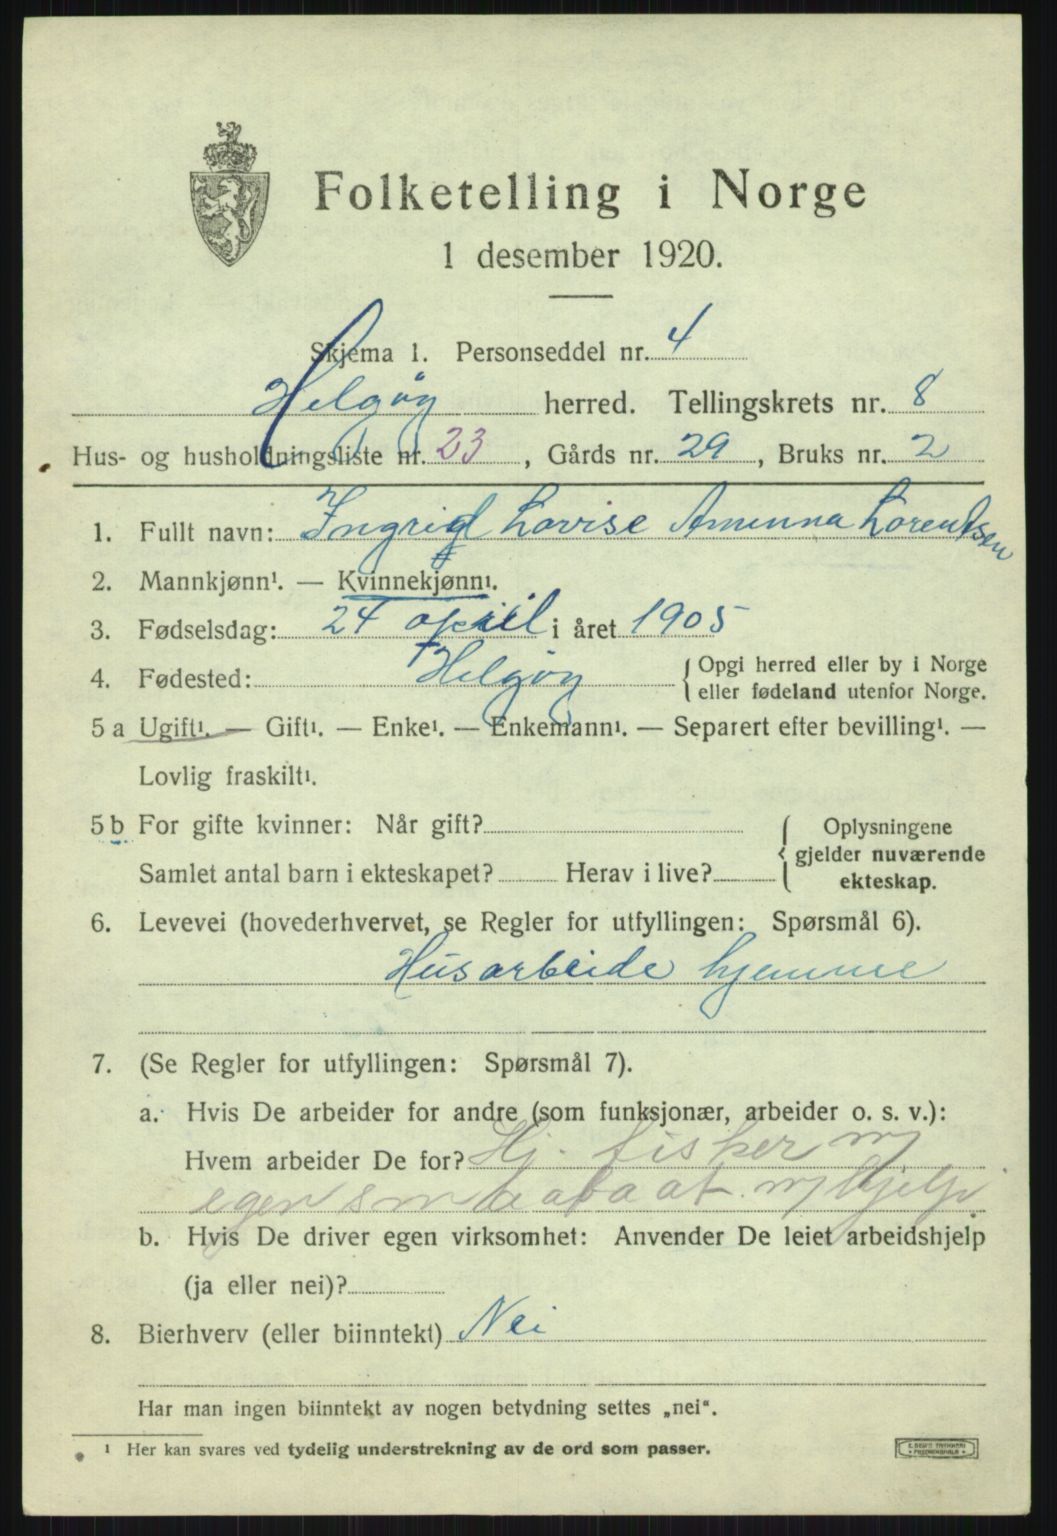 Folketelling i Norge
1 desember 1920.
Skjema 1. Personseddel nr. 4
Helgøy herred. Tellingskrets nr. 8
Hus- og husholdningsliste nr. 23, Gårds nr. 29, Bruks nr. 2
1. Fullt navn: Ingrid Lovise Aminna Lorentsen
2. Mannkjønn¹. — Kvinnekjønn¹.
3. Fødselsdag: 24 april i året 1905
4. Fødested: Helgøy { Opgi herred eller by i Norge
eller fødeland utenfor Norge.
5 a Ugift¹. — Gift¹. — Enke¹. — Enkemann¹. — Separert efter bevilling¹. —
Lovlig fraskilt¹.
5 b For gifte kvinner: Når gift? { Oplysningene
gjelder nuværende
Samlet antal barn i ekteskapet? Herav i live?
ekteskap.
6. Levevei (hovederhvervet, se Regler for utfyllingen: Spørsmål 6).
Husarbeide hjemme
7. (Se Regler for utfyllingen: Spørsmål 7).
a. Hvis De arbeider for andre (som funksjonær, arbeider o. s. v.):
Hvem arbeider De for? Hj. fisker m/
egen m/hjelp
b. Hvis De driver egen virksomhet: Anvender De leiet arbeidshjelp
(ja eller nei)?
8. Bierhverv (eller biinntekt) Nei
Har man ingen biinntekt av nogen betydning settes „nei".
¹ Her kan svares ved tydelig understrekning av de ord som passer.